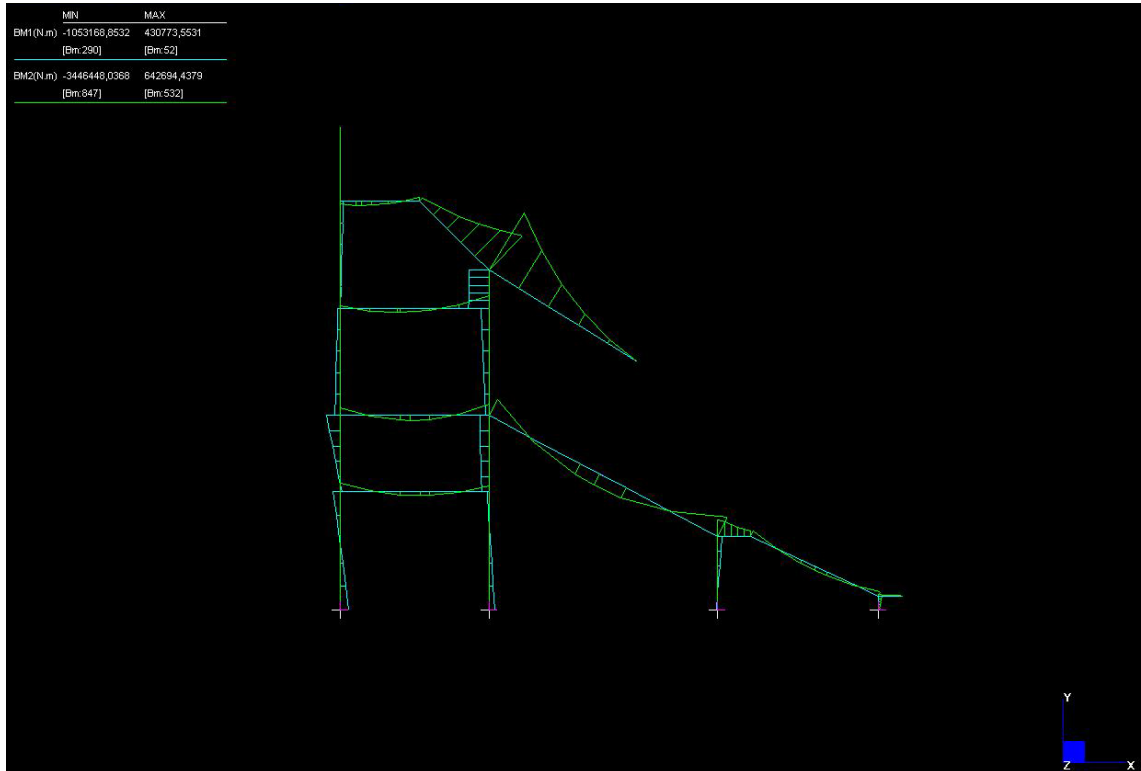 MIN MAX
BM1(N.m) -1053168,8532 430773,5531
[Bm:290] [Bm:52]
BM2(N.m) -3446448,0368 642694,4379
[Bm:847] [Bm:532]
Y
Z X